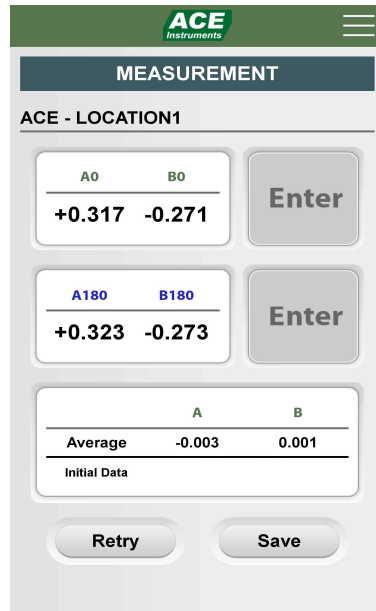 ACE
Instruments
MEASUREMENT
ACE - LOCATION1
A0 B0
+0.317 -0.271
Enter
A180 B180
+0.323 -0.273
Enter
A B
Average -0.003 0.001
Initial Data
Retry Save